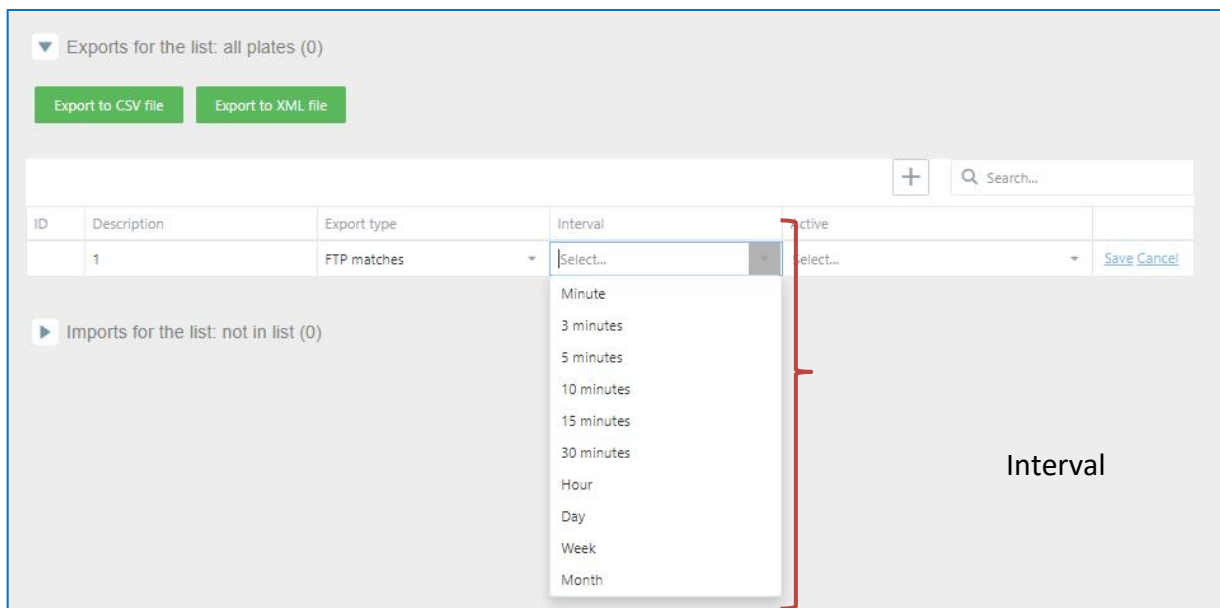 Exports for the list: all plates (0)
Export to CSV file Export to XML file
Search...
ID Description Export type Interval Active
1 FTP matches Select... Select... Save Cancel
Minute
3 minutes
Imports for the list: not in list (0)
5 minutes
10 minutes
15 minutes
30 minutes
Interval
Hour
Day
Week
Month